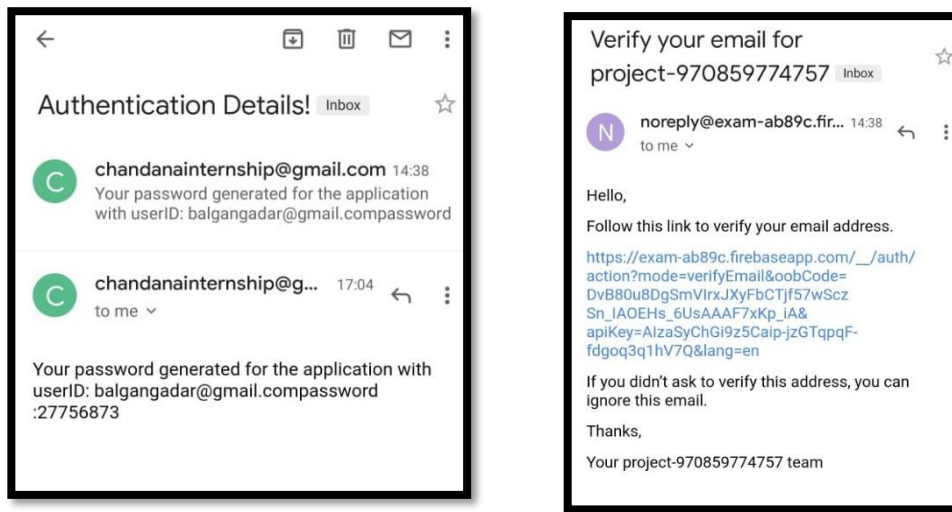 Authentication Details! Inbox
C
chandanainternship@gmail.com 14:38
Your password generated for the application
with userID: balgangadar@gmail.compassword
C
chandanainternship@g... 17:04
to me
Your password generated for the application with
userID: balgangadar@gmail.compassword
:27756873
Verify your email for
project-970859774757 Inbox
N
noreply@exam-ab89c.fir... 14:38
to me
Hello,
Follow this link to verify your email address.
https://exam-ab89c.firebaseapp.com/__/auth/
action?mode=verifyEmail&oobCode=
DvB80u8DgSmVIrxJXyFbCTjf57wScz
Sn_IAOEHs_6UsAAAF7xKp_iA&
apiKey=AIzaSyChGi9z5Caip-jzGTqpqF-
fdgoq3q1hV7Q&lang=en
If you didn't ask to verify this address, you can
ignore this email.
Thanks,
Your project-970859774757 team